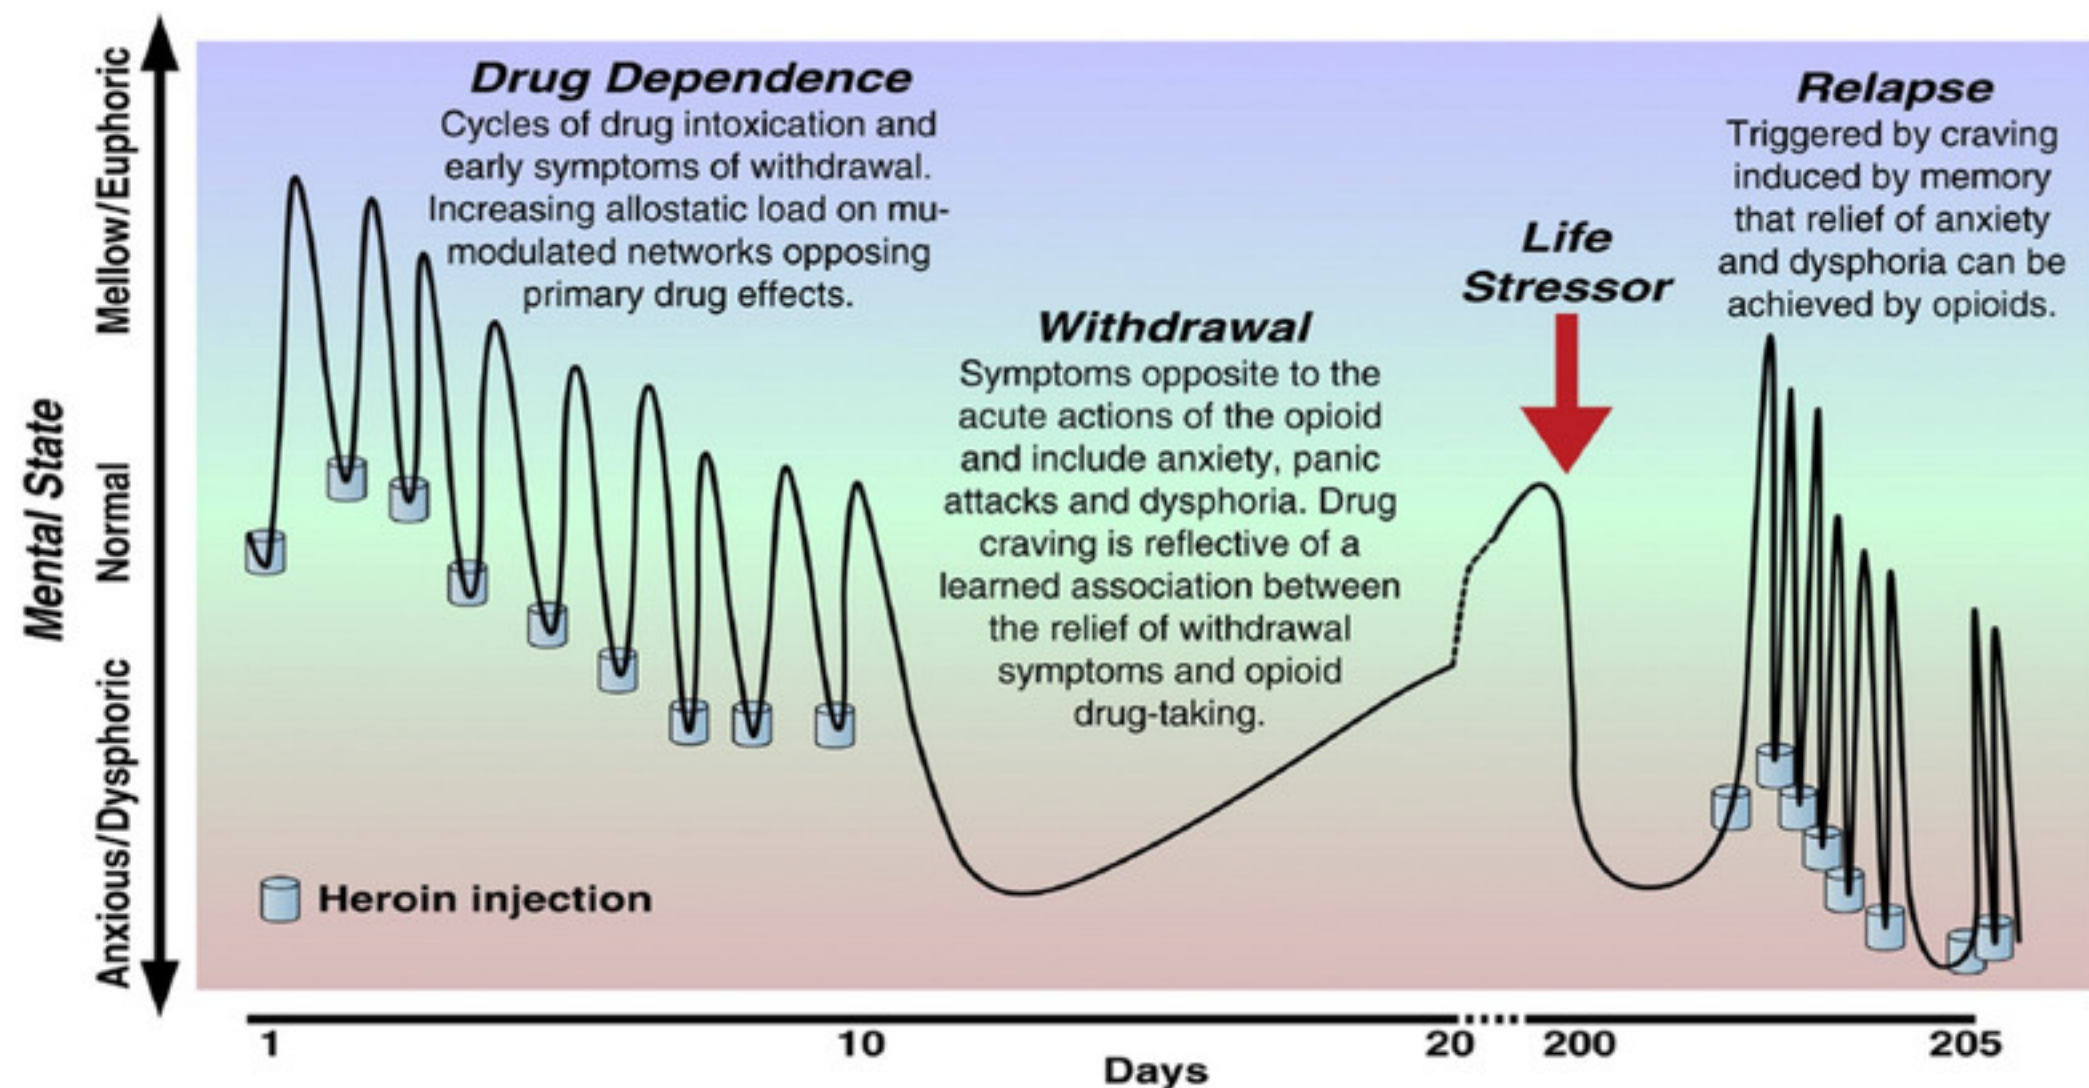 Mellow/Euphoric
Normal
Anxious/Dysphoric
Mental State
Drug Dependence
Cycles of drug intoxication and
early symptoms of withdrawal.
Increasing allostatic load on mu-
modulated networks opposing
primary drug effects.
Withdrawal
Symptoms opposite to the
acute actions of the opioid
and include anxiety, panic
attacks and dysphoria. Drug
craving is reflective of a
learned association between
the relief of withdrawal
symptoms and opioid
drug-taking.
Life
Stressor
Relapse
Triggered by craving
induced by memory
that relief of anxiety
and dysphoria can be
achieved by opioids.
Heroin injection
1
10
20
200
205
Days